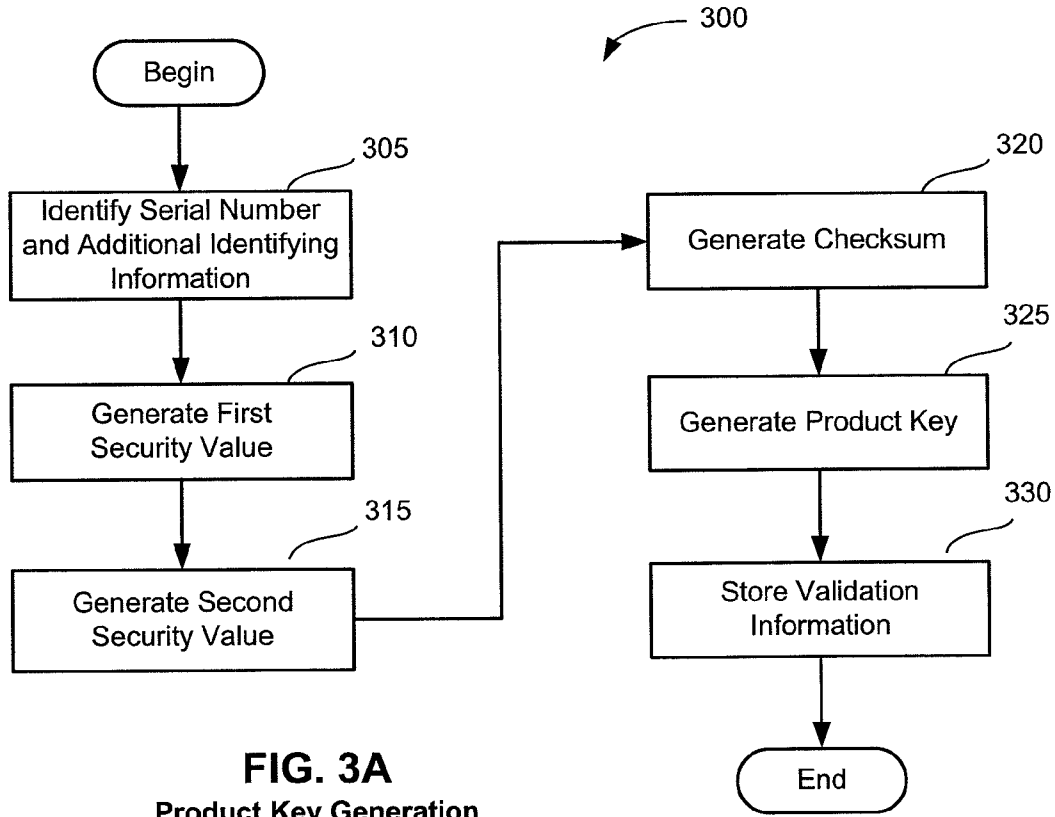 300
Begin
305
Identify Serial Number
and Additional Identifying
Information
310
Generate First
Security Value
315
Generate Second
Security Value
320
Generate Checksum
325
Generate Product Key
330
Store Validation
Information
End
FIG. 3A
Product Key Generation